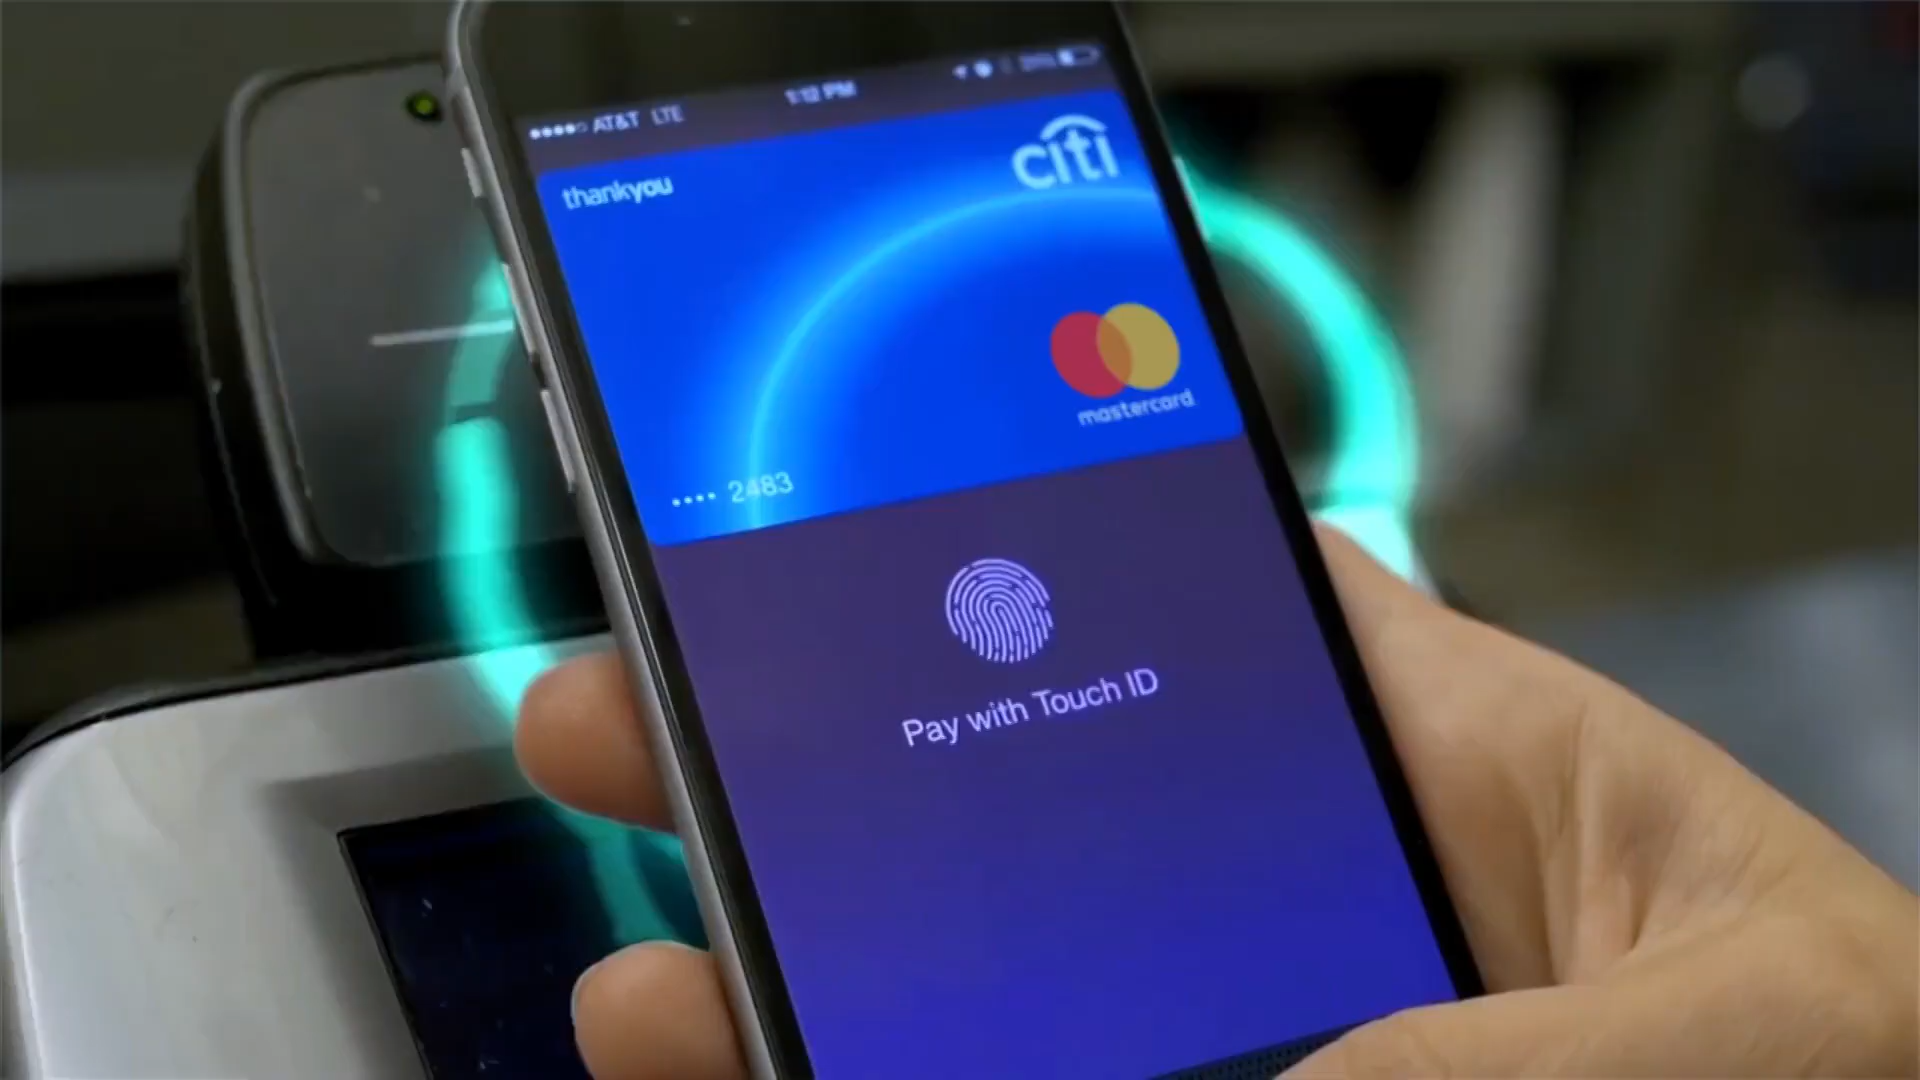 AT&T LTE 1:12 PM
thankyou citi
mastercard
•••• 2483
Pay with Touch ID